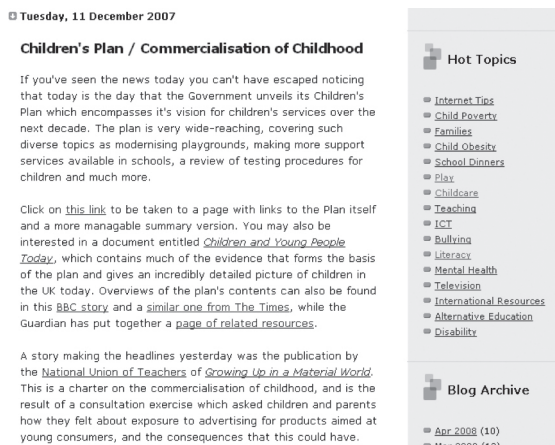 Tuesday, 11 December 2007
Children's Plan / Commercialisation of Childhood
If you've seen the news today you can't have escaped noticing
that today is the day that the Government unveils its Children's
Plan which encompasses it's vision for children's services over the
next decade. The plan is very wide-reaching, covering such
diverse topics as modernising playgrounds, making more support
services available in schools, a review of testing procedures for
children and much more.
Click on this link to be taken to a page with links to the Plan itself
and a more managable summary version. You may also be
interested in a document entitled Children and Young People
Today, which contains much of the evidence that forms the basis
of the plan and gives an incredibly detailed picture of children in
the UK today. Overviews of the plan's contents can also be found
in this BBC story and a similar one from The Times, while the
Guardian has put together a page of related resources.
A story making the headlines yesterday was the publication by
the National Union of Teachers of Growing Up in a Material World.
This is a charter on the commercialisation of childhood, and is the
result of a consultation exercise which asked children and parents
how they felt about exposure to advertising for products aimed at
young consumers, and the consequences that this could have.
Hot Topics
Internet Tips
Child Poverty
Families
Child Obesity
School Dinners
Play
Childcare
Teaching
ICT
Bullying
Literacy
Mental Health
Television
International Resources
Alternative Education
Disability
Blog Archive
Apr 2008 (10)